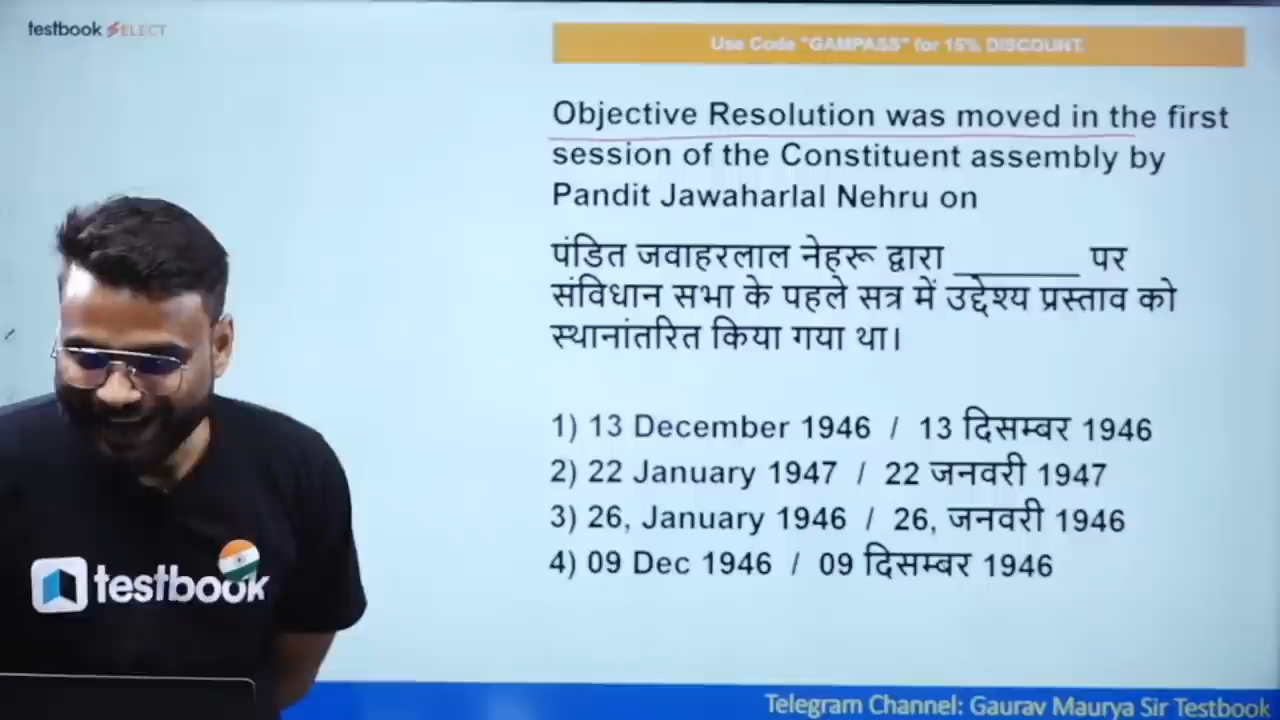 testbook SELECT
Use Code "GAMPASS" for 15% DISCOUNT
Objective Resolution was moved in the first
session of the Constituent assembly by
Pandit Jawaharlal Nehru on
पंडित जवाहरलाल नेहरू द्वारा ________ पर
संविधान सभा के पहले सत्र में उद्देश्य प्रस्ताव को
स्थानांतरित किया गया था।
1) 13 December 1946 / 13 दिसम्बर 1946
2) 22 January 1947 / 22 जनवरी 1947
3) 26, January 1946 / 26, जनवरी 1946
4) 09 Dec 1946 / 09 दिसम्बर 1946
testbook
Telegram Channel: Gaurav Maurya Sir Testbook